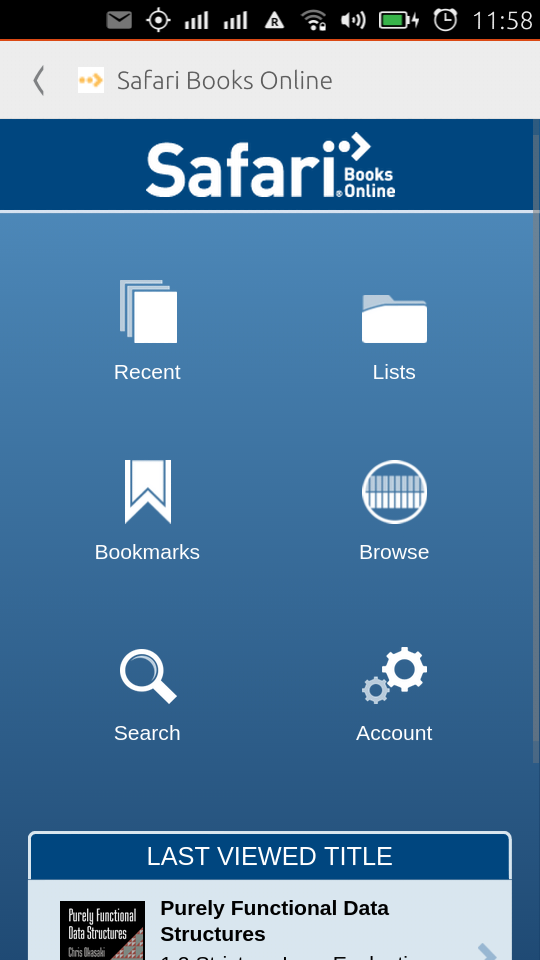 R 11:58
Safari Books Online
Safari® Books
Online
Recent
Lists
Bookmarks
Browse
Search
Account
LAST VIEWED TITLE
Purely Functional
Data Structures
Chris Okasaki
Purely Functional Data
Structures